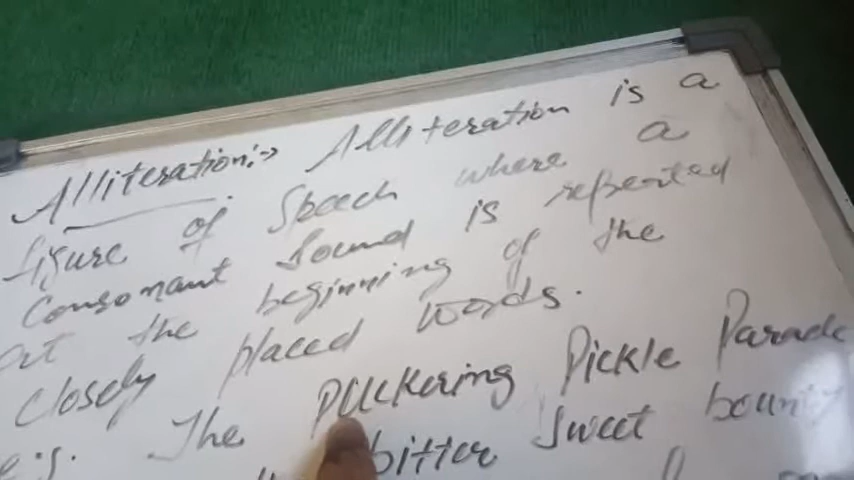 Alliteration:-> Alliteration is a
figure of Speech where a
Consonant Sound is repeated
at the beginning of the
Closely placed words.
e.g. The puckering Pickle Parade
bitter Sweet bounty